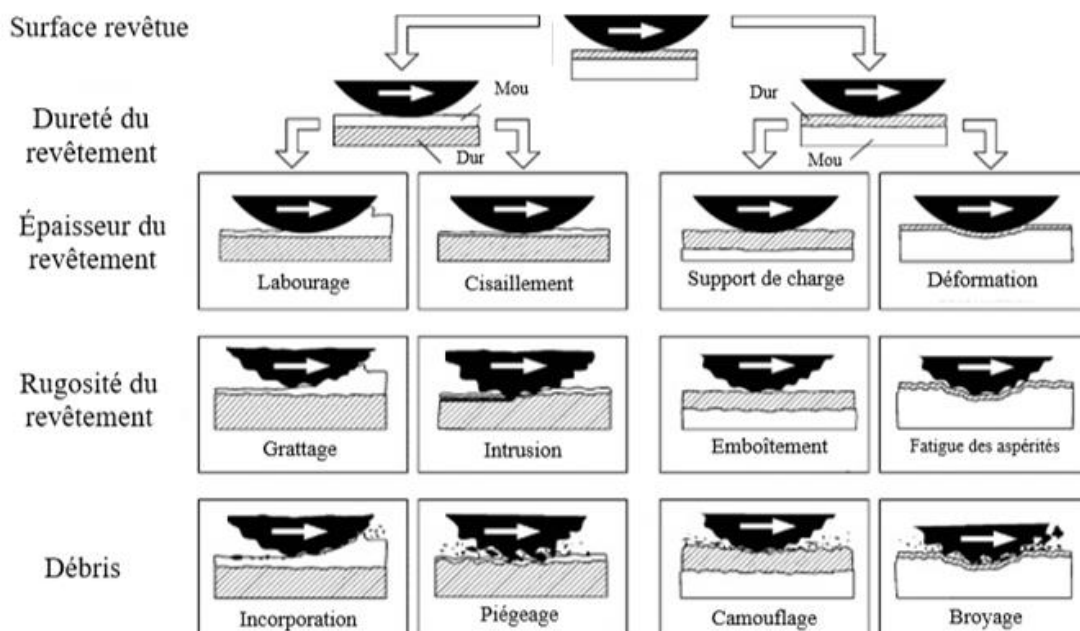 Surface revêtue
Mou
Dur
Dureté du
revêtement
Dur
Mou
Épaisseur du
revêtement
Labourage
Cisaillement
Support de charge
Déformation
Rugosité du
revêtement
Grattage
Intrusion
Emboîtement
Fatigue des aspérités
Débris
Incorporation
Piégeage
Camouflage
Broyage